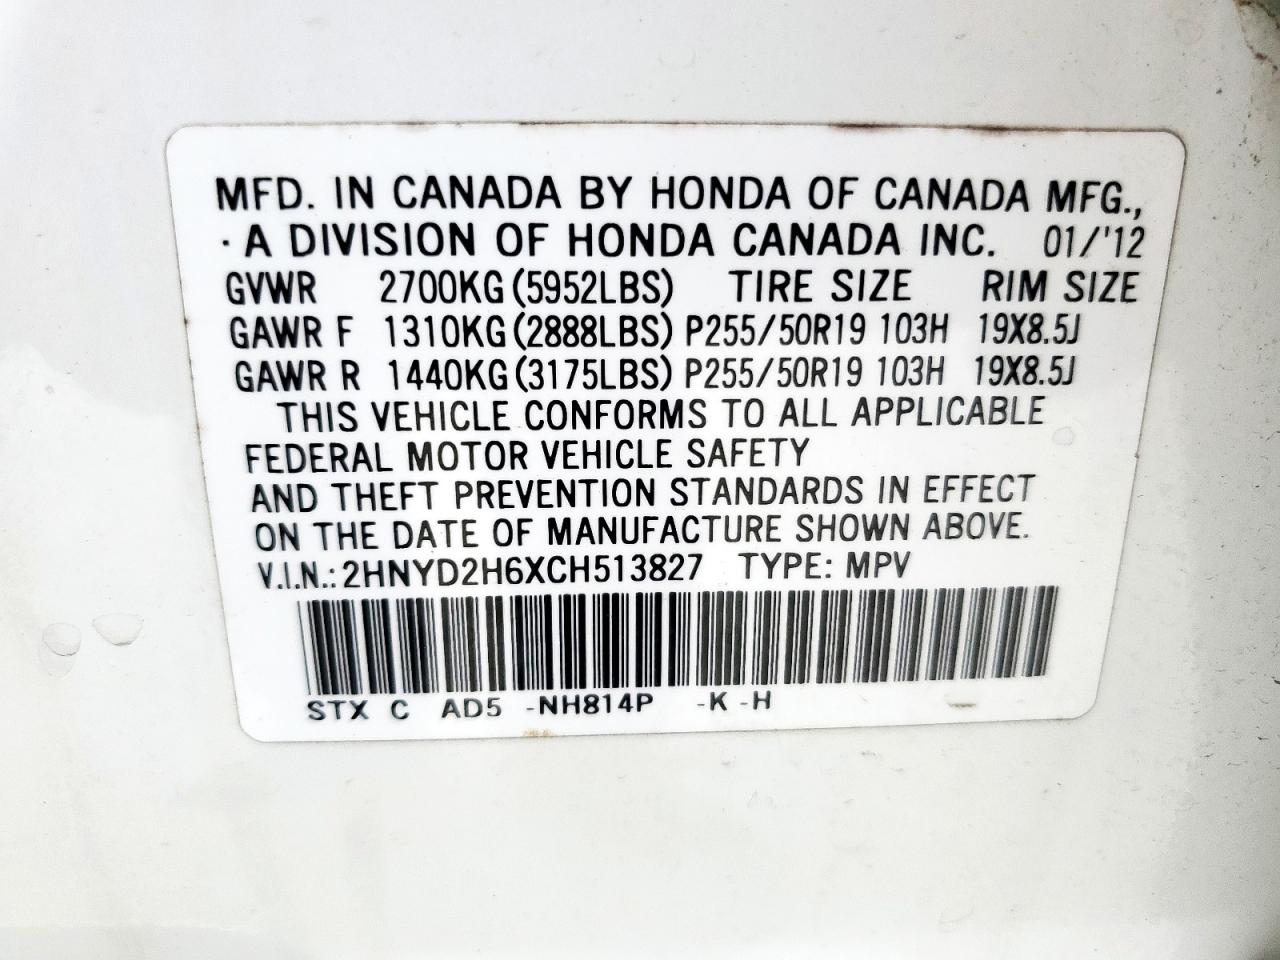 MFD. IN CANADA BY HONDA OF CANADA MFG.,
· A DIVISION OF HONDA CANADA INC. 01/'12
GVWR 2700KG (5952LBS) TIRE SIZE RIM SIZE
GAWR F 1310KG (2888LBS) P255/50R19 103H 19X8.5J
GAWR R 1440KG (3175LBS) P255/50R19 103H 19X8.5J
THIS VEHICLE CONFORMS TO ALL APPLICABLE
FEDERAL MOTOR VEHICLE SAFETY
AND THEFT PREVENTION STANDARDS IN EFFECT
ON THE DATE OF MANUFACTURE SHOWN ABOVE.
V.I.N.: 2HNYD2H6XCH513827 TYPE: MPV
STX C AD5 -NH814P -K -H